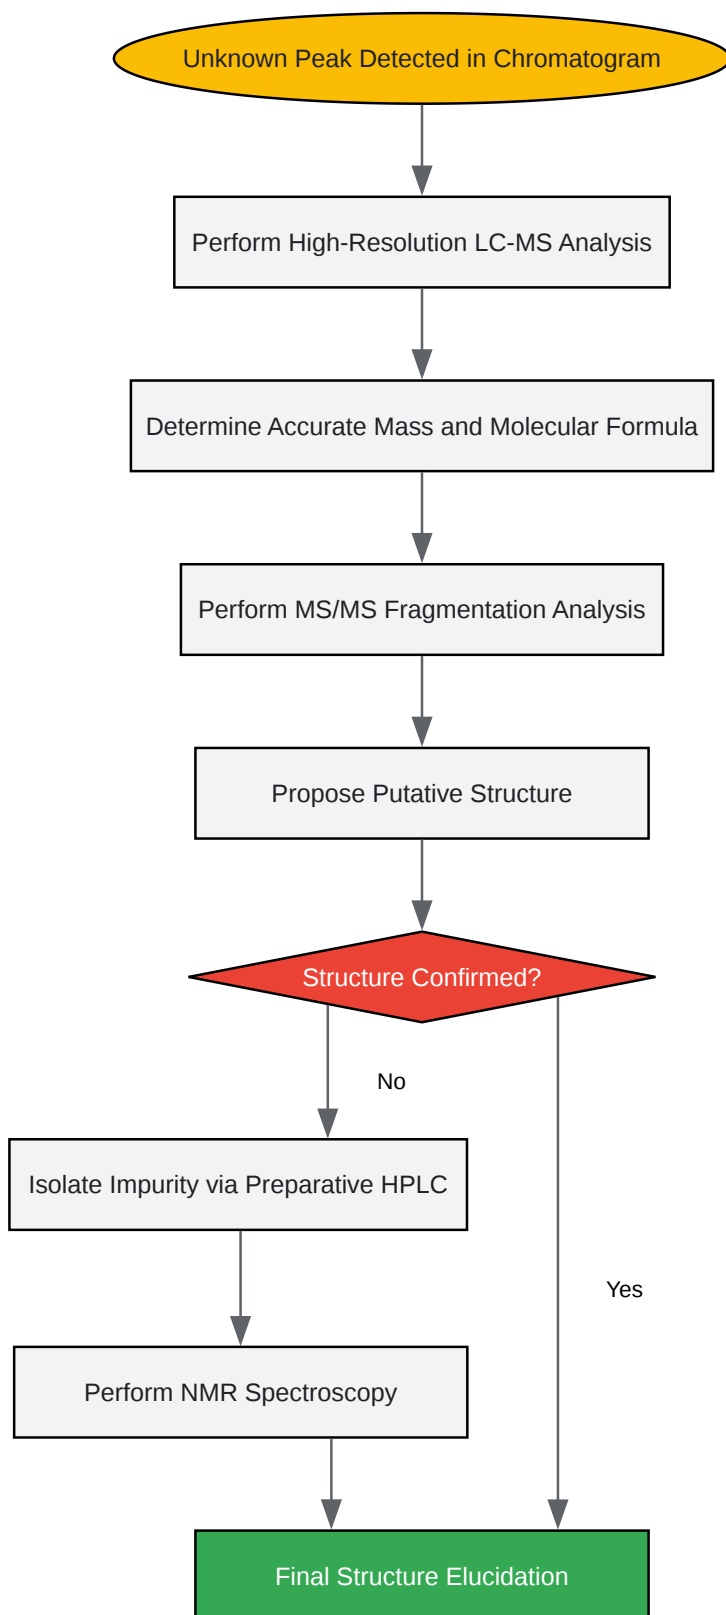 Unknown Peak Detected in Chromatogram
Perform High-Resolution LC-MS Analysis
Determine Accurate Mass and Molecular Formula
Perform MS/MS Fragmentation Analysis
Propose Putative Structure
Structure Confirmed?
No
Isolate Impurity via Preparative HPLC
Yes
Perform NMR Spectroscopy
Final Structure Elucidation